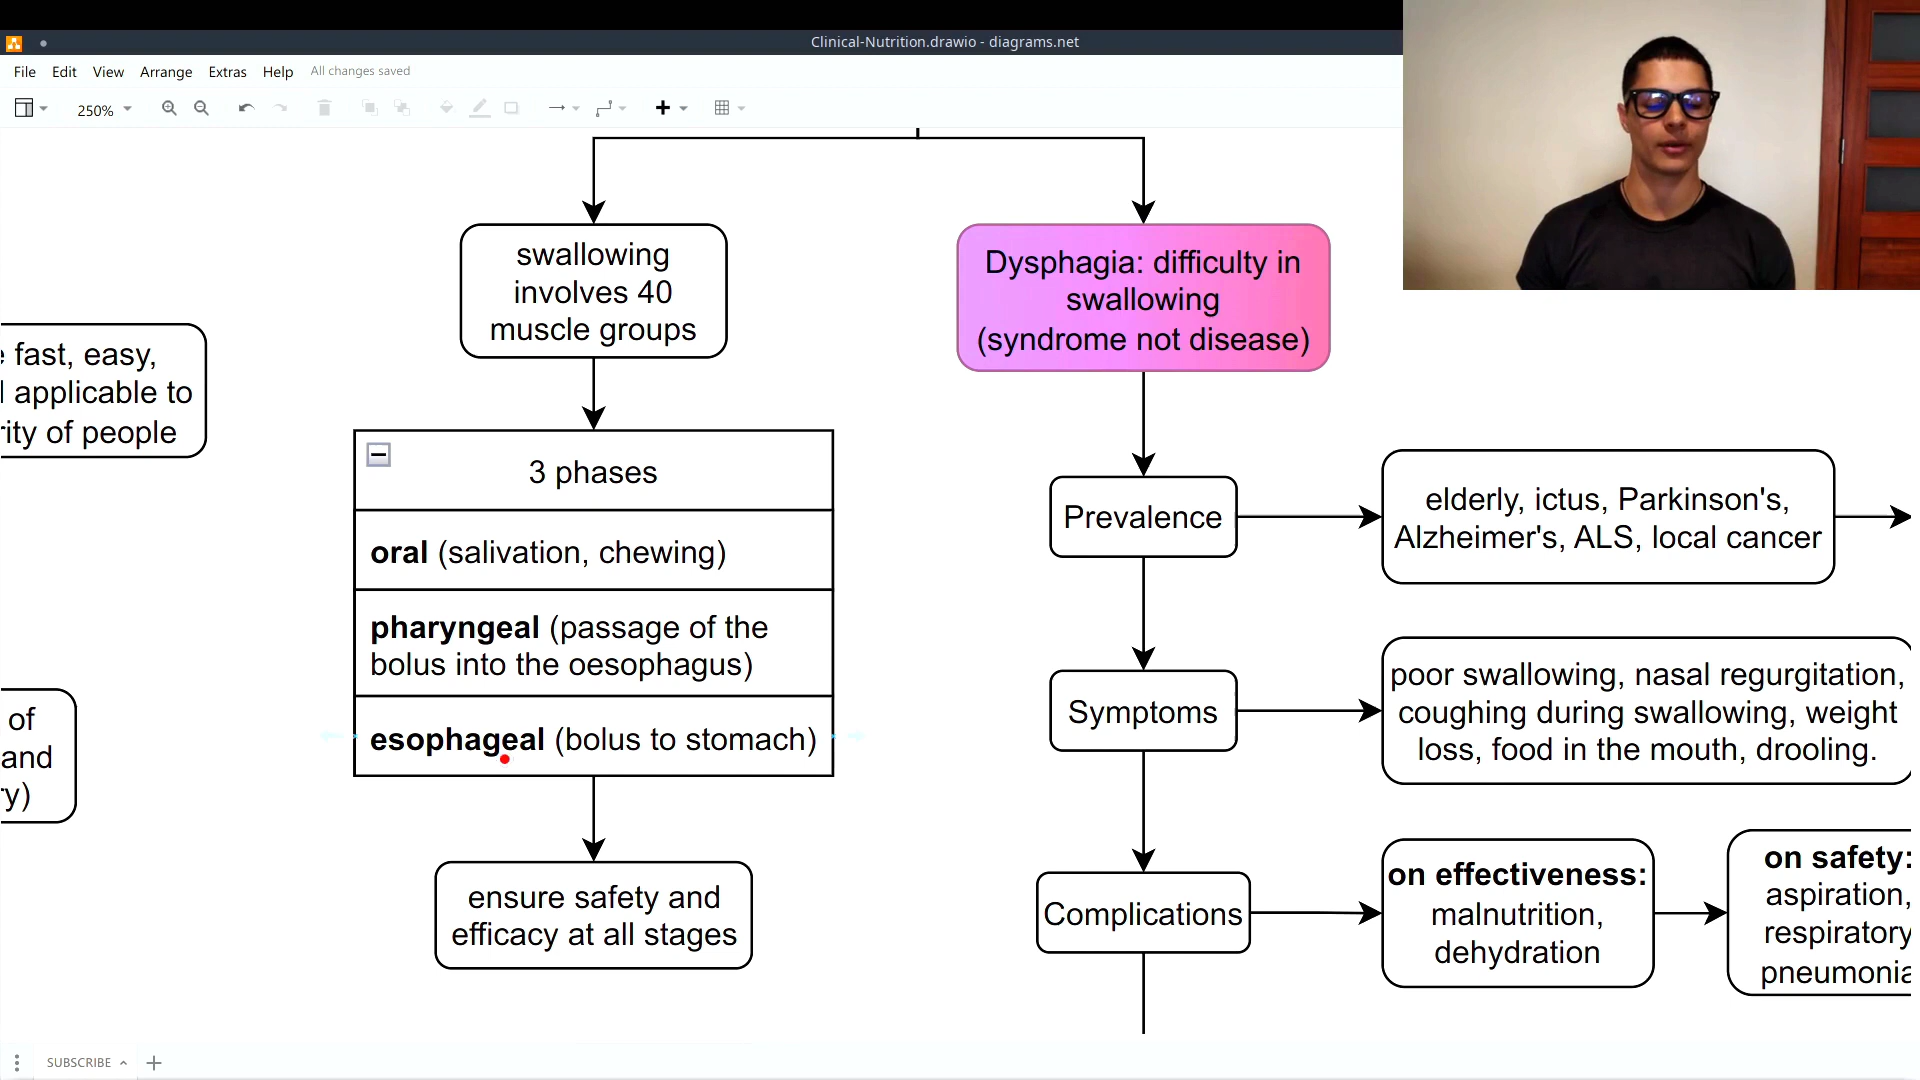 Clinical-Nutrition.drawio - diagrams.net
File Edit View Arrange Extras Help All changes saved
250%
swallowing
involves 40
muscle groups
Dysphagia: difficulty in
swallowing
(syndrome not disease)
fast, easy,
applicable to
of people
3 phases
oral (salivation, chewing)
pharyngeal (passage of the
bolus into the oesophagus)
esophageal (bolus to stomach)
ensure safety and
efficacy at all stages
of
and
ry)
Prevalence
elderly, ictus, Parkinson's,
Alzheimer's, ALS, local cancer
Symptoms
poor swallowing, nasal regurgitation,
coughing during swallowing, weight
loss, food in the mouth, drooling.
Complications
on effectiveness:
malnutrition,
dehydration
on safety:
aspiration,
respiratory
pneumonia
SUBSCRIBE